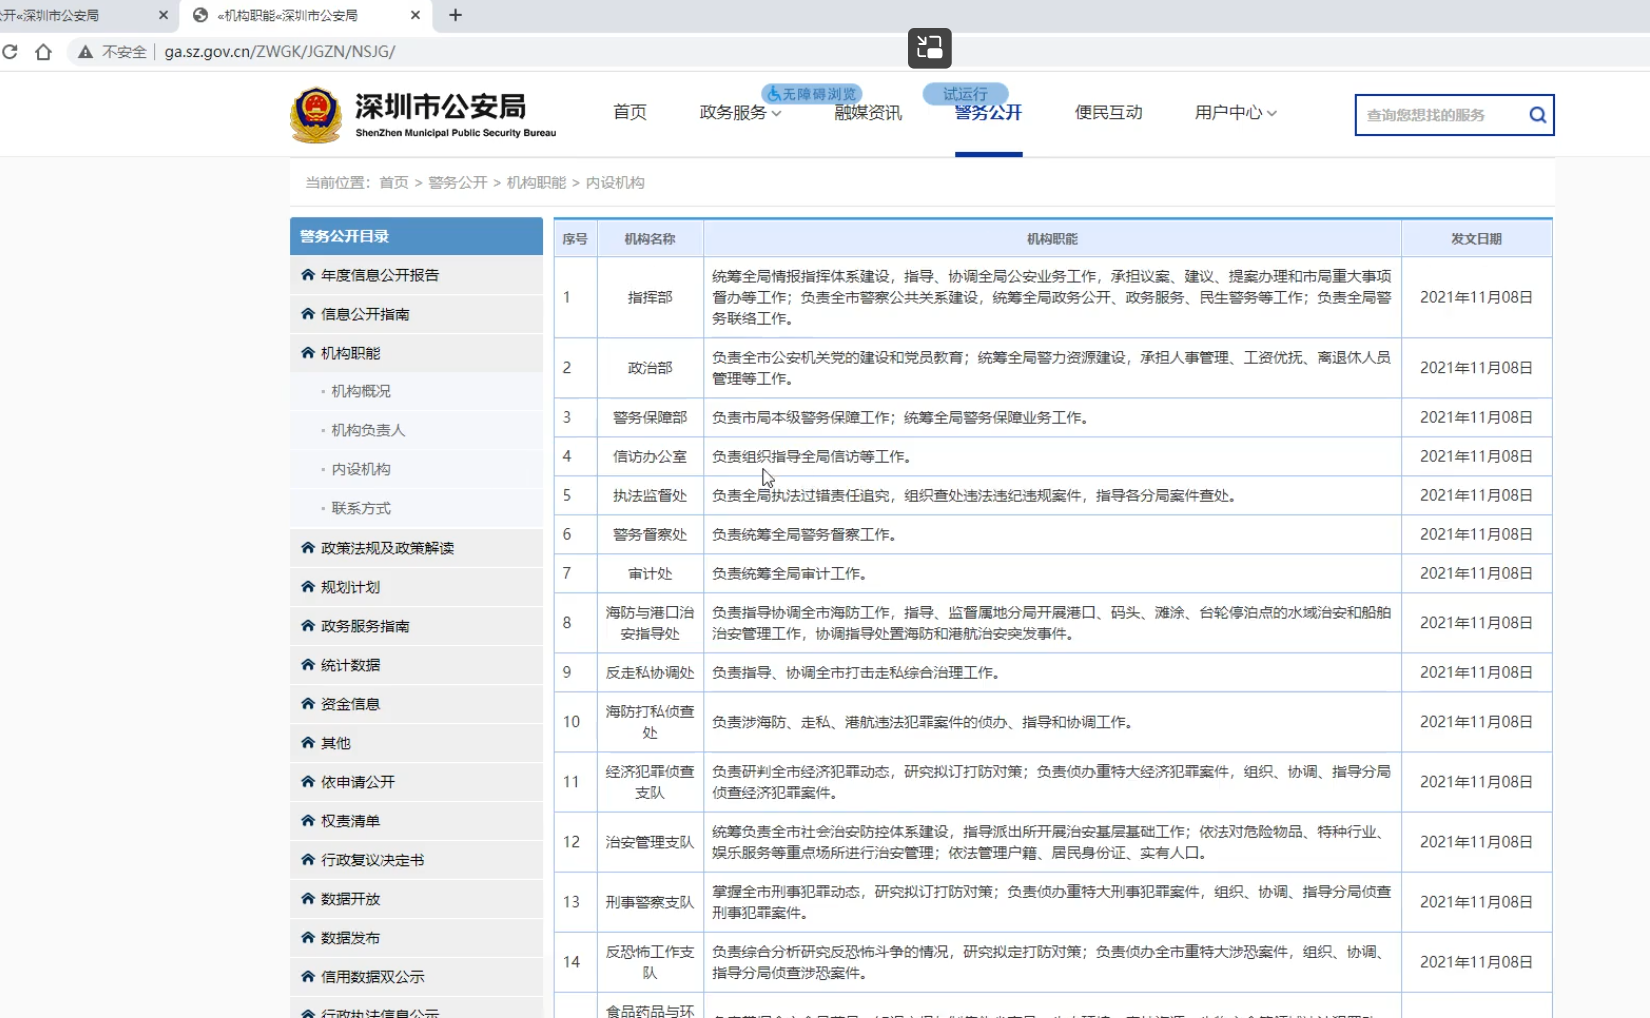 公开«深圳市公安局
«机构职能«深圳市公安局
不安全 ga.sz.gov.cn/ZWGK/JGZN/NSJG/
深圳市公安局
ShenZhen Municipal Public Security Bureau
无障碍浏览
试运行
首页 政务服务 融媒资讯 警务公开 便民互动 用户中心
查询您想找的服务
当前位置：首页 > 警务公开 > 机构职能 > 内设机构
警务公开目录
年度信息公开报告
信息公开指南
机构职能
机构概况
机构负责人
内设机构
联系方式
政策法规及政策解读
规划计划
政务服务指南
统计数据
资金信息
其他
依申请公开
权责清单
行政复议决定书
数据开放
数据发布
信用数据双公示
行政执法信息公示
序号 机构名称 机构职能 发文日期
1 指挥部 统筹全局情报指挥体系建设，指导、协调全局公安业务工作，承担议案、建议、提案办理和市局重大事项
督办等工作；负责全市警察公共关系建设，统筹全局政务公开、政务服务、民生警务等工作；负责全局警
务联络工作。 2021年11月08日
2 政治部 负责全市公安机关党的建设和党员教育；统筹全局警力资源建设，承担人事管理、工资优抚、离退休人员
管理等工作。 2021年11月08日
3 警务保障部 负责市局本级警务保障工作；统筹全局警务保障业务工作。 2021年11月08日
4 信访办公室 负责组织指导全局信访等工作。 2021年11月08日
5 执法监督处 负责全局执法过错责任追究，组织查处违法违纪违规案件，指导各分局案件查处。 2021年11月08日
6 警务督察处 负责统筹全局警务督察工作。 2021年11月08日
7 审计处 负责统筹全局审计工作。 2021年11月08日
8 海防与港口治
安指导处 负责指导协调全市海防工作，指导、监督属地分局开展港口、码头、滩涂、台轮停泊点的水域治安和船舶
治安管理工作，协调指导处置海防和港航治安突发事件。 2021年11月08日
9 反走私协调处 负责指导、协调全市打击走私综合治理工作。 2021年11月08日
10 海防打私侦查
处 负责涉海防、走私、港航违法犯罪案件的侦办、指导和协调工作。 2021年11月08日
11 经济犯罪侦查
支队 负责研判全市经济犯罪动态，研究拟订打防对策；负责侦办重特大经济犯罪案件，组织、协调、指导分局
侦查经济犯罪案件。 2021年11月08日
12 治安管理支队 统筹负责全市社会治安防控体系建设，指导派出所开展治安基层基础工作；依法对危险物品、特种行业、
娱乐服务等重点场所进行治安管理；依法管理户籍、居民身份证、实有人口。 2021年11月08日
13 刑事警察支队 掌握全市刑事犯罪动态，研究拟订打防对策；负责侦办重特大刑事犯罪案件，组织、协调、指导分局侦查
刑事犯罪案件。 2021年11月08日
14 反恐怖工作支
队 负责综合分析研究反恐怖斗争的情况，研究拟定打防对策；负责侦办全市重特大涉恐案件，组织、协调、
指导分局侦查涉恐案件。 2021年11月08日
食品药品与环